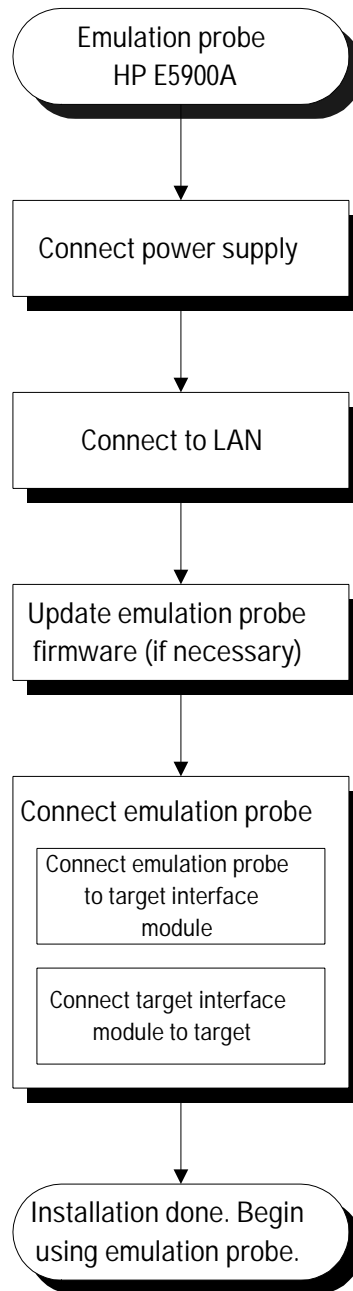 Emulation probe
HP E5900A
Connect power supply
Connect to LAN
Update emulation probe
firmware (if necessary)
Connect emulation probe
Connect emulation probe
to target interface
module
Connect target interface
module to target
Installation done. Begin
using emulation probe.